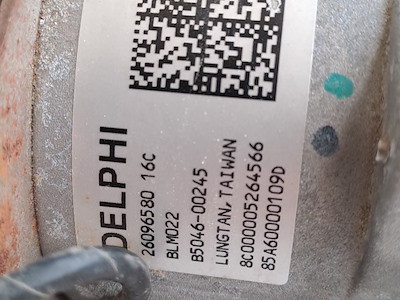 DELPHI
26096580 16C
BLM022
B5046-00245
LUNGTAN, TAIWAN
8C000005264566
85A60000109D